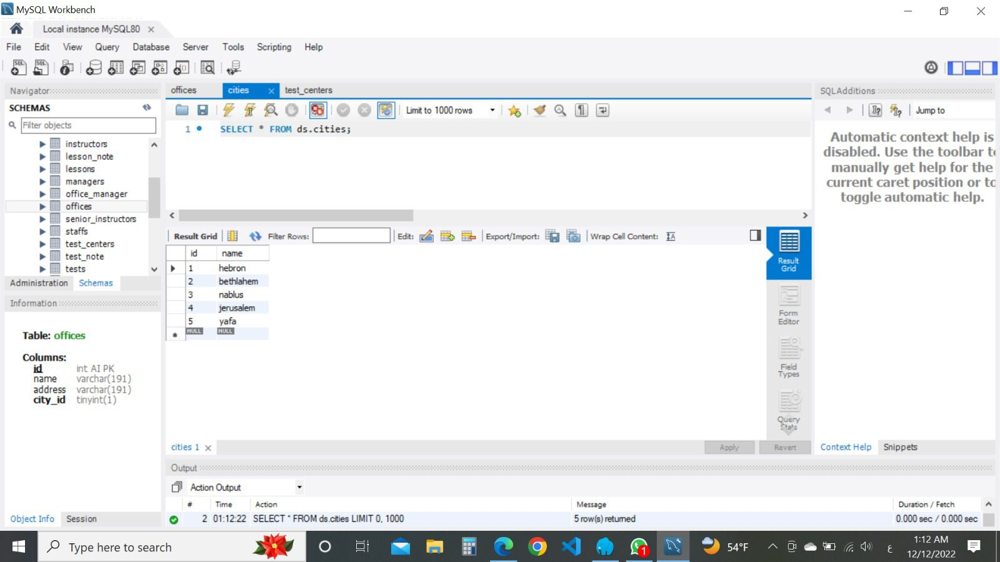 MySQL Workbench
Local instance MySQL80
File Edit View Query Database Server Tools Scripting Help
Navigator
SCHEMAS
Filter objects
instructors
lesson_note
lessons
managers
office_manager
offices
senior_instructors
staffs
test_centers
test_note
tests
Administration Schemas
Information
Table: offices
Columns:
id int AI PK
name varchar(191)
address varchar(191)
city_id tinyint(1)
Object Info Session
offices cities test_centers
Limit to 1000 rows
1 SELECT * FROM ds.cities;
Result Grid Filter Rows: Edit: Export/Import: Wrap Cell Content:
id name
1 hebron
2 bethlahem
3 nablus
4 jerusalem
5 yafa
NULL NULL
Result
Grid
Form
Editor
Field
Types
Query
Stats
cities 1 Apply Revert
SQLAdditions
Jump to
Automatic context help is
disabled. Use the toolbar to
manually get help for the
current caret position or to
toggle automatic help.
Context Help Snippets
Output
Action Output
# Time Action Message Duration / Fetch
2 01:12:22 SELECT * FROM ds.cities LIMIT 0, 1000 5 row(s) returned 0.000 sec / 0.000 sec
Type here to search
1
54°F
ع
1:12 AM
12/12/2022